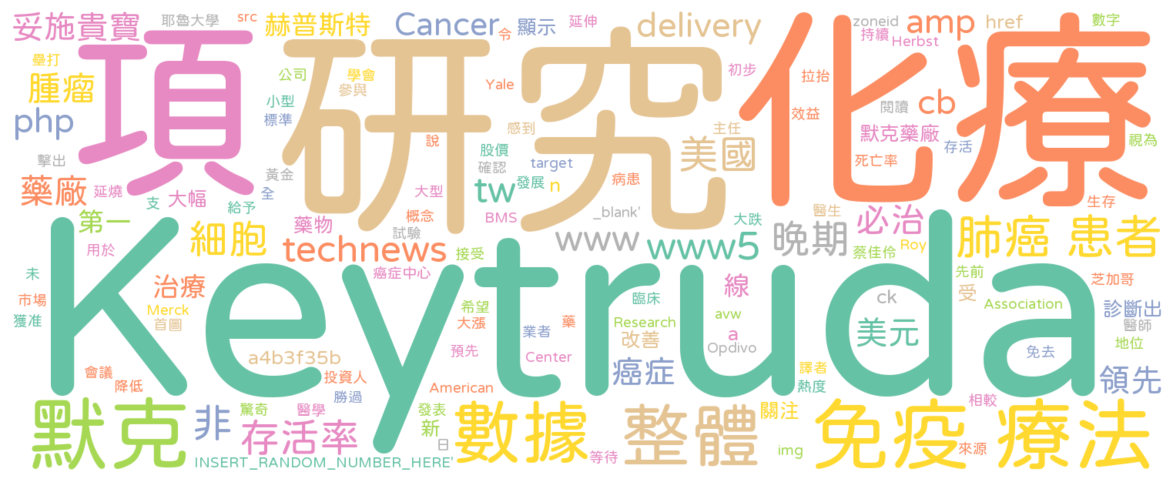 妥施貴寶 耶魯大學 src 赫普斯特 Cancer 令 顯示 延伸 delivery zoneid amp href 數字
壘打 項 公司 學會 研究 持續 Herbst 化療
腫瘤 參與 Yale 初步 拉抬 cb
php 小型 標準 說 感到 主任 美國 效益 閱讀 默克藥廠 視為
擊出 黃金 股價 確認 target 病患 死亡率 存活
藥廠 延燒 大幅 全 大型 tw 發展 n
支 給予 概念 BMS _blank' 大跌 醫生 必治 生存
第一 藥物 試驗 www 晚期 蔡佳伶 Roy
用於 細胞 technews 接受 www5 肺癌 患者
未 癌症中心 先前 芝加哥
市場 治療 Keytruda 希望 臨床 線 ck 受 Association 診斷出
獲准 Merck 大漲 藥 業者 Research avw 美元 醫師
首圖 改善 a Opdivo 地位
a4b3f35b 預先 Center 免去
會議 降低 投資人 American 癌症 譯者 熱度 領先
勝過 相較
默克 非 驚奇 醫學 發表 數據 整體 關注 免疫 療法
存活率 新 img 來源
INSERT_RANDOM_NUMBER_HERE' 日 等待